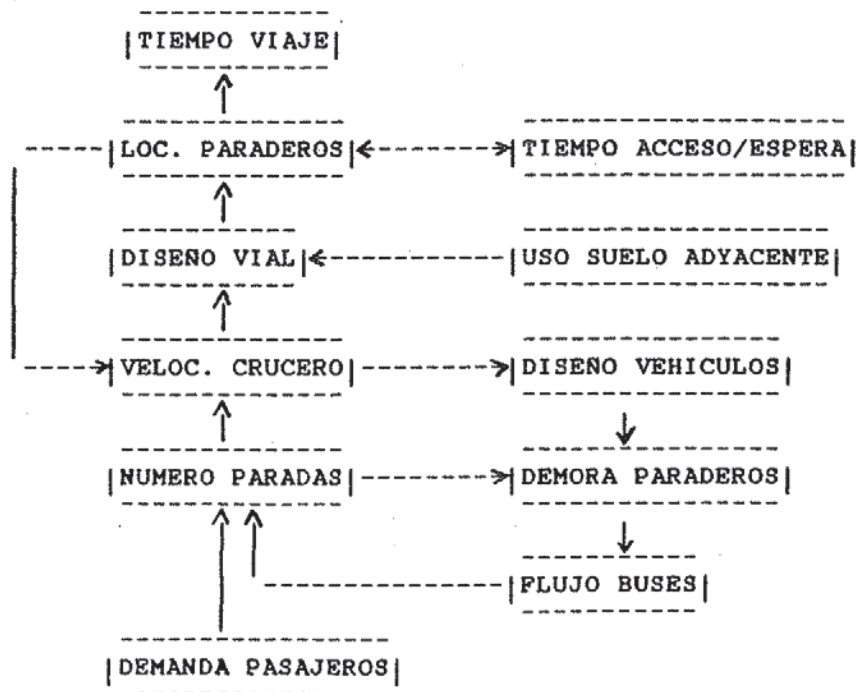 TIEMPO VIAJE
LOC. PARADEROS TIEMPO ACCESO/ESPERA
DISEÑO VIAL USO SUELO ADYACENTE
VELOC. CRUCERO DISEÑO VEHICULOS
NUMERO PARADAS DEMORA PARADEROS
FLUJO BUSES
DEMANDA PASAJEROS